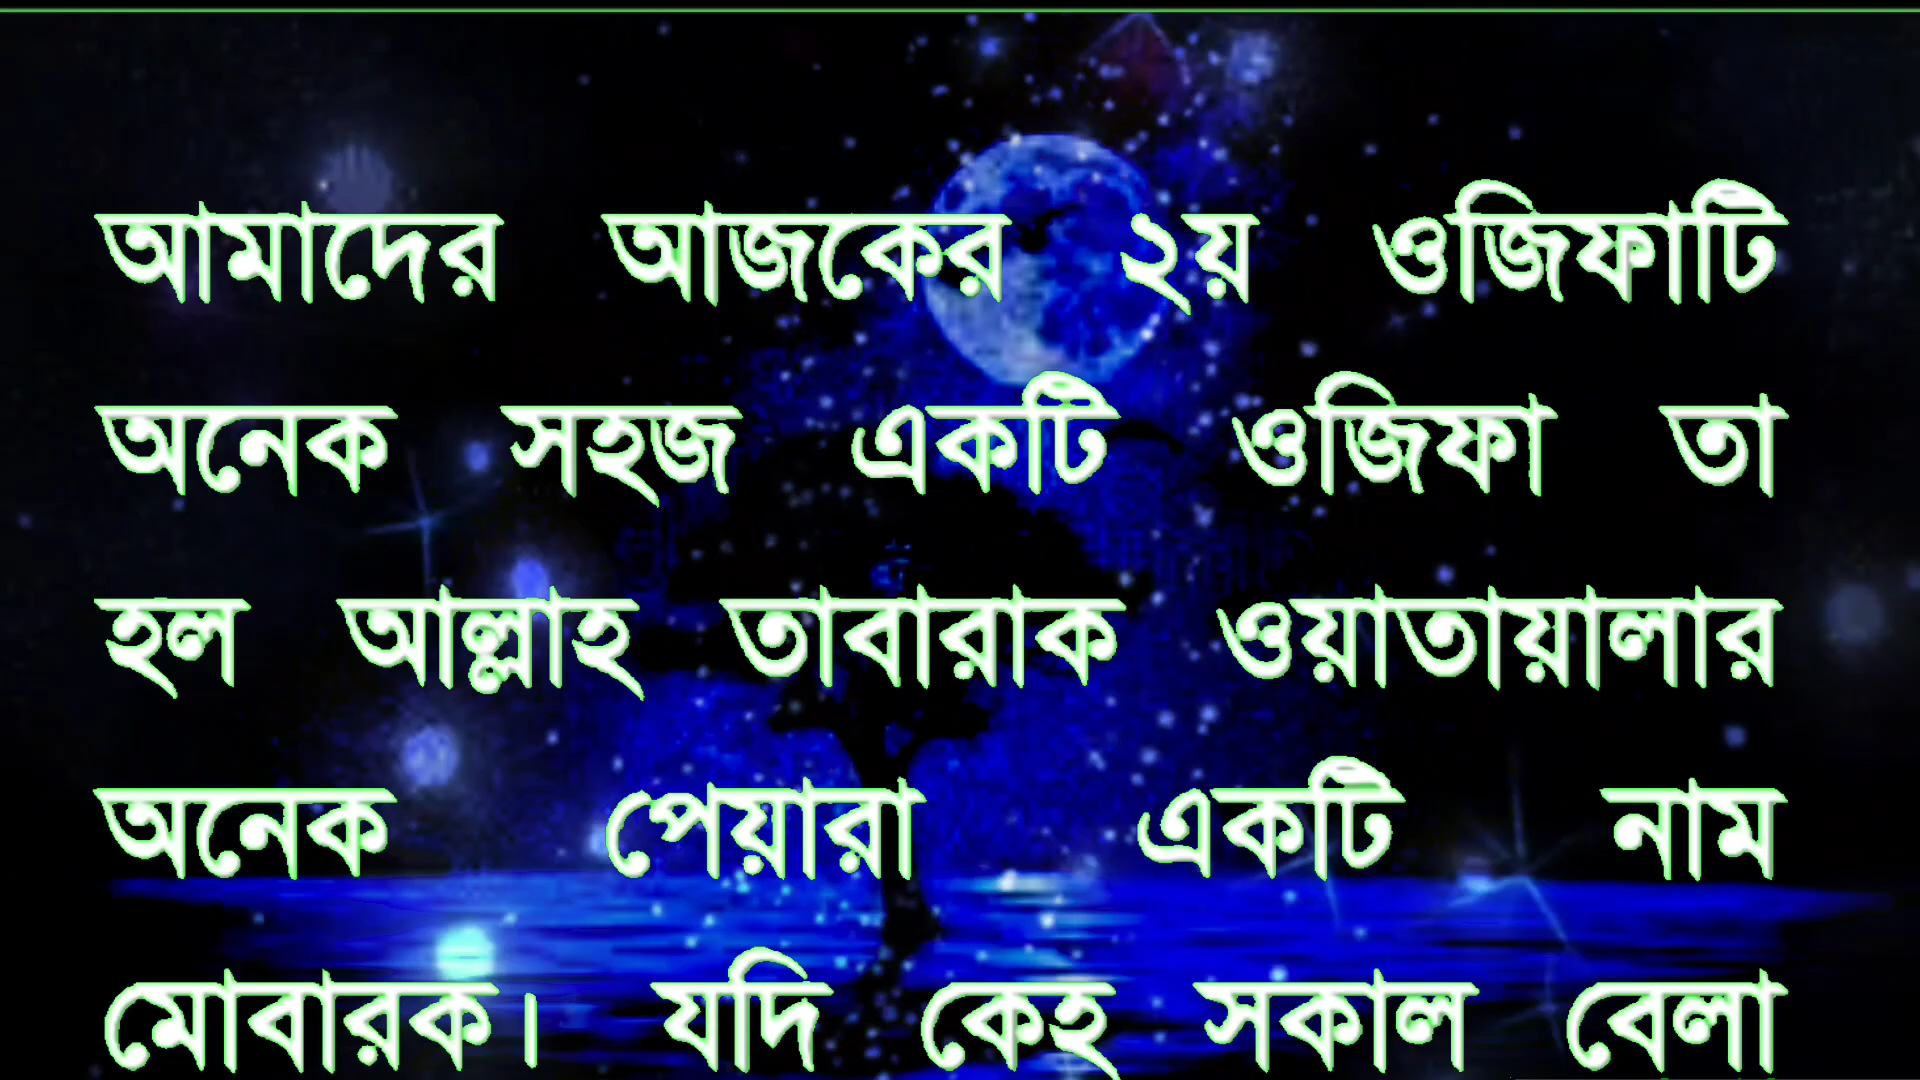 আমাদের আজকের ২য় ওজিফাটি
অনেক সহজ একটি ওজিফা তা
হল আল্লাহ তাবারাক ওয়াতায়ালার
অনেক পেয়ারা একটি নাম
মোবারক। যদি কেহ সকাল বেলা